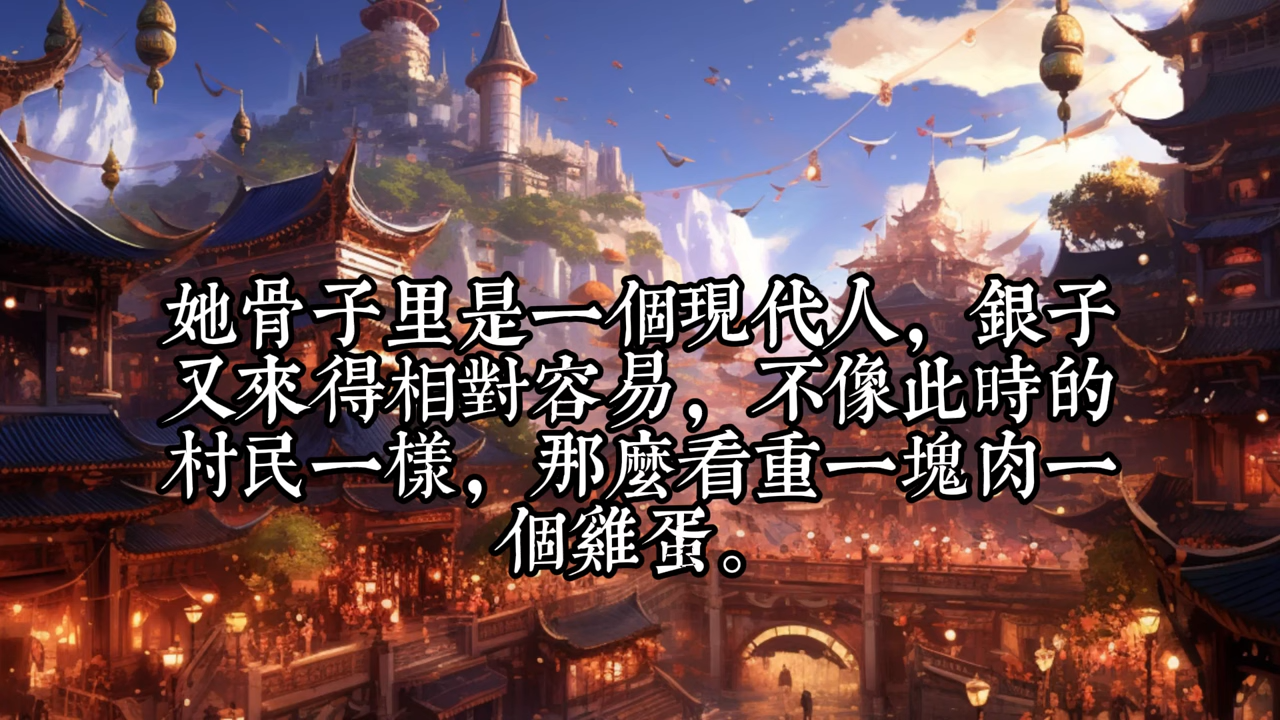 她骨子里是一個現代人，銀子
又來得相對容易，不像此時的
村民一樣，那麼看重一塊肉一
個雞蛋。